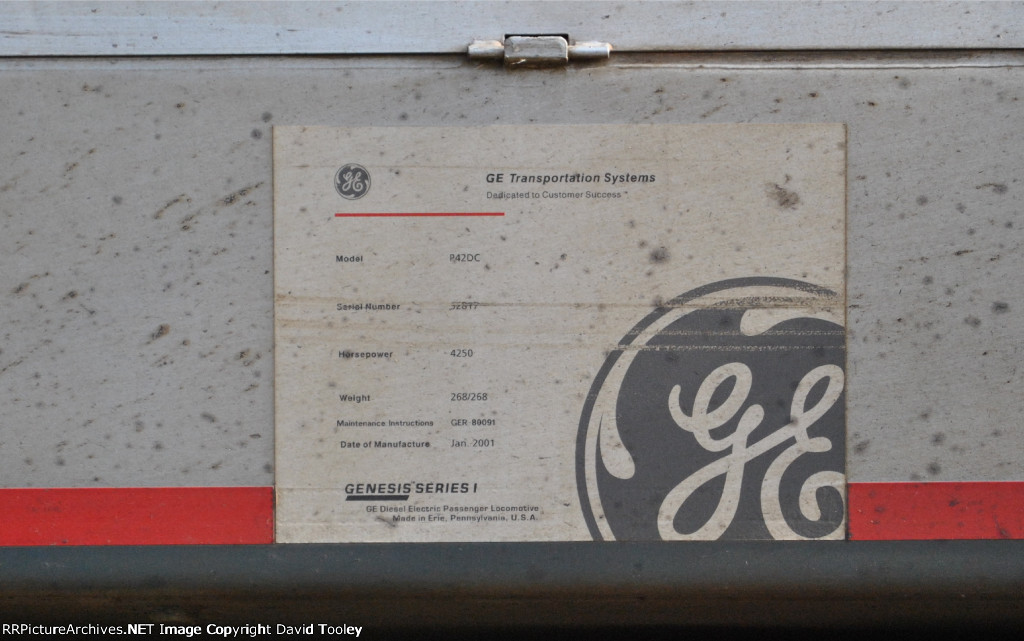 GE
GE Transportation Systems
Dedicated to Customer Success
Model P42DC
Serial Number
Horsepower 4250
Weight 268/268
Maintenance Instructions GER 80091
Date of Manufacture Jan. 2001
GENESIS SERIES I
GE Diesel Electric Passenger Locomotive
Made in Erie, Pennsylvania, U.S.A.
GE
© RRPictureArchives.NET Image Copyright David Tooley